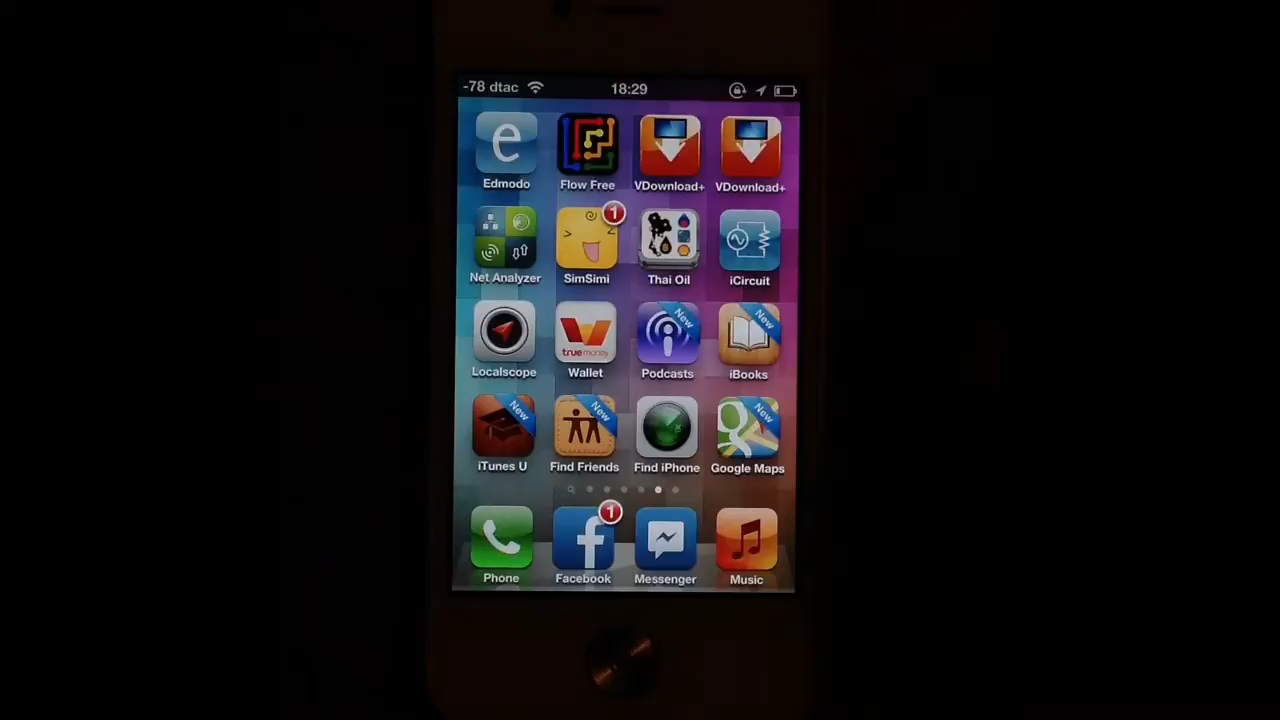 -78 dtac 18:29
e
Edmodo Flow Free VDownload+ VDownload+
1
Net Analyzer SimSimi Thai Oil iCircuit
New New
true money
Localscope Wallet Podcasts iBooks
New New New
iTunes U Find Friends Find iPhone Google Maps
1
f
Phone Facebook Messenger Music